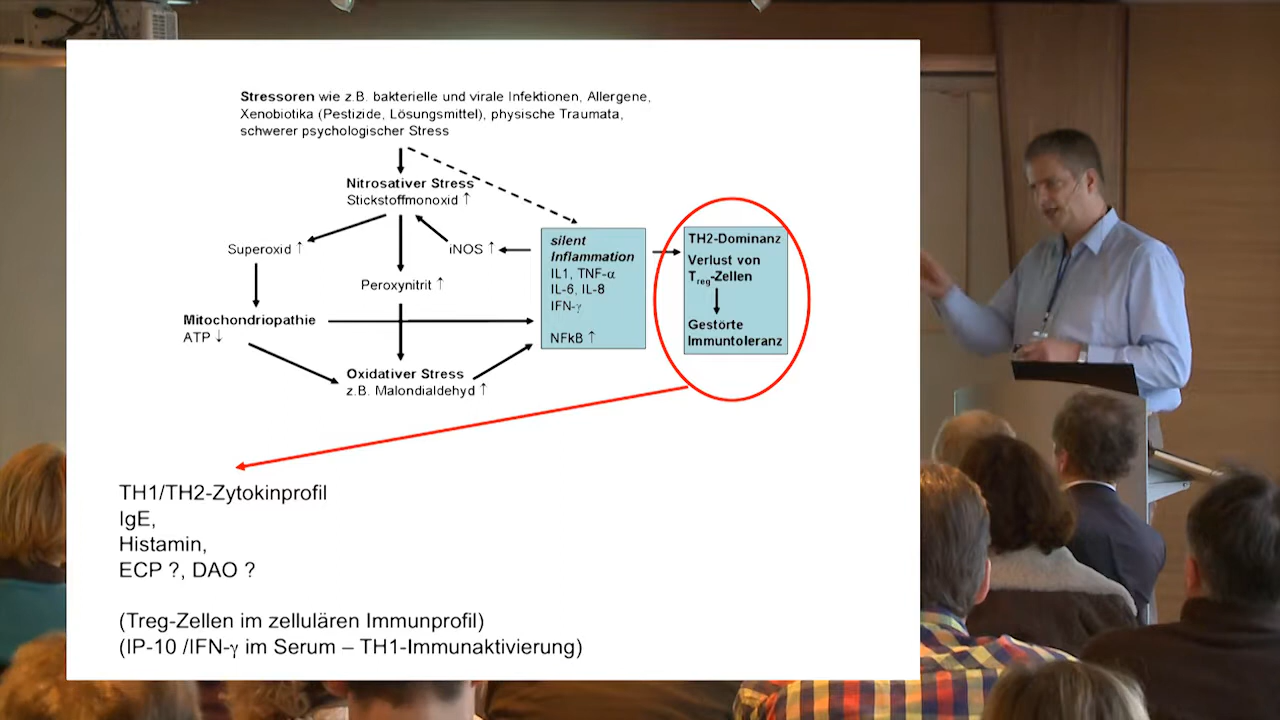 Stressoren wie z.B. bakterielle und virale Infektionen, Allergene,
Xenobiotika (Pestizide, Lösungsmittel), physische Traumata,
schwerer psychologischer Stress
Nitrosativer Stress
Stickstoffmonoxid ↑
Superoxid ↑
iNOS ↑
Peroxynitrit ↑
Mitochondriopathie
ATP ↓
Oxidativer Stress
z.B. Malondialdehyd ↑
silent
Inflammation
IL1, TNF-α
IL-6, IL-8
IFN-γ
NFkB ↑
TH2-Dominanz
Verlust von
Treg-Zellen
Gestörte
Immuntoleranz
TH1/TH2-Zytokinprofil
IgE,
Histamin,
ECP ?, DAO ?
(Treg-Zellen im zellulären Immunprofil)
(IP-10 /IFN-γ im Serum – TH1-Immunaktivierung)